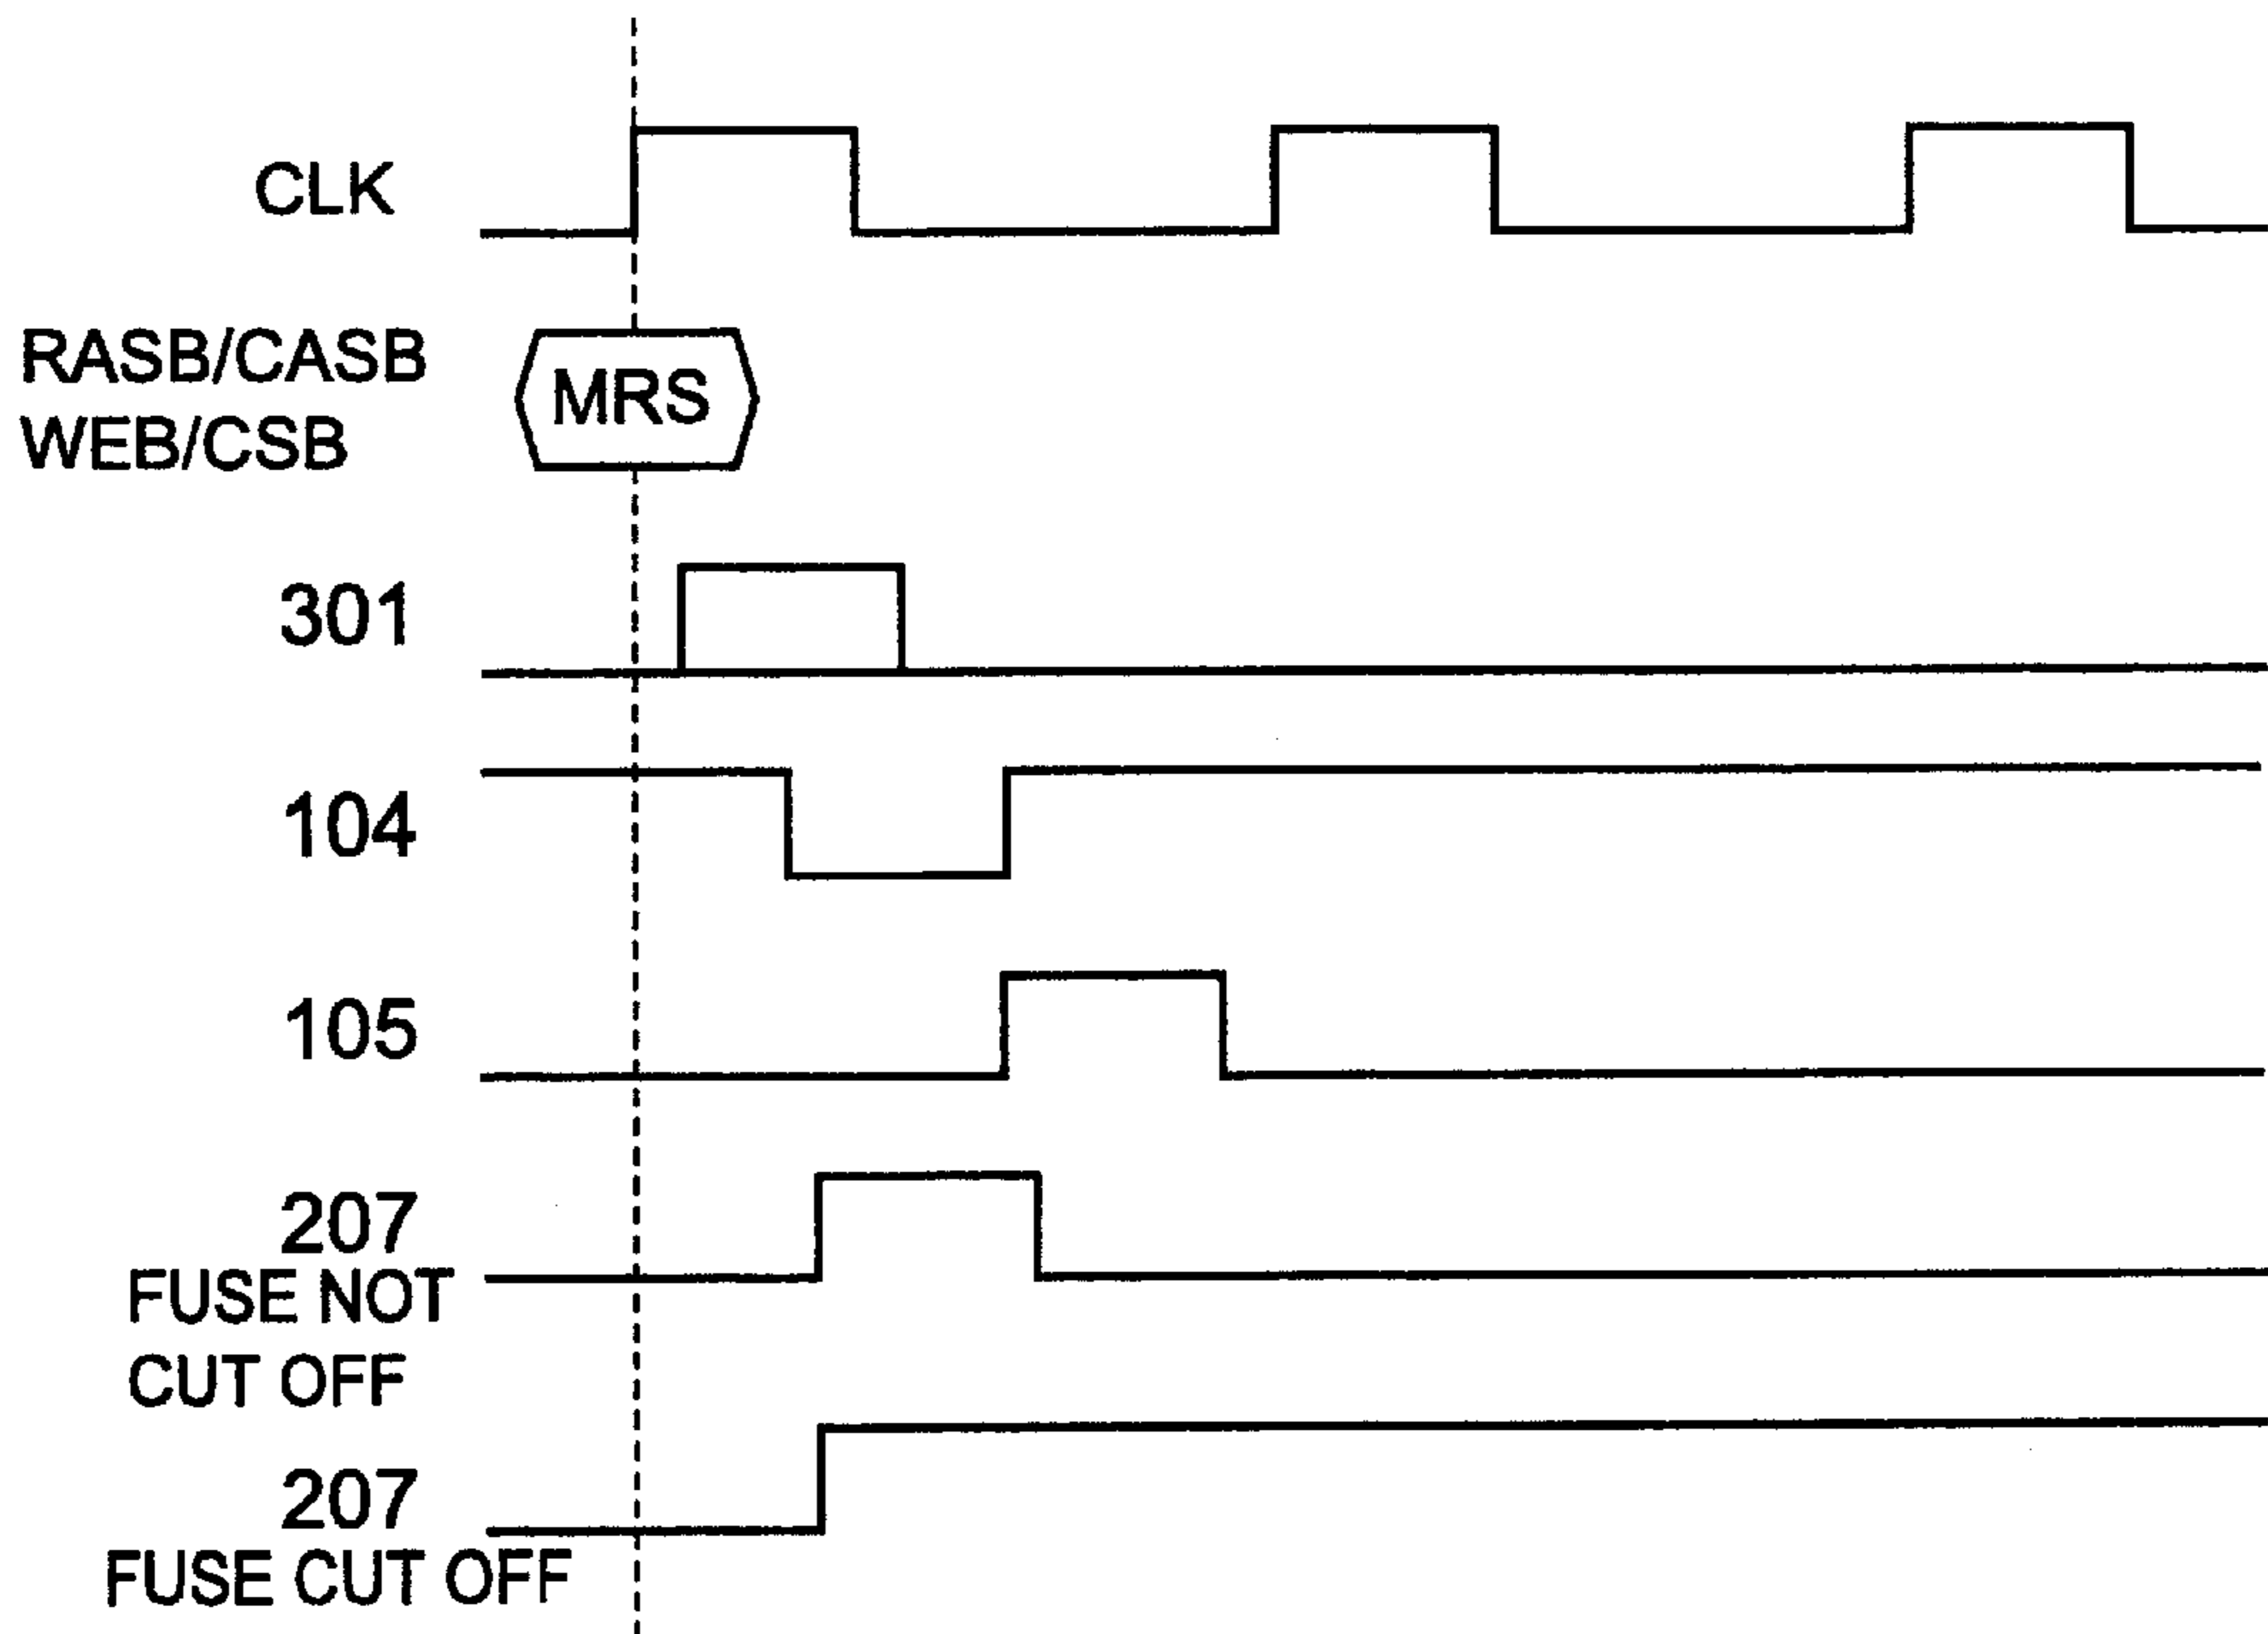 CLK
RASB/CASB
WEB/CSB
MRS
301
104
105
207
FUSE NOT
CUT OFF
207
FUSE CUT OFF